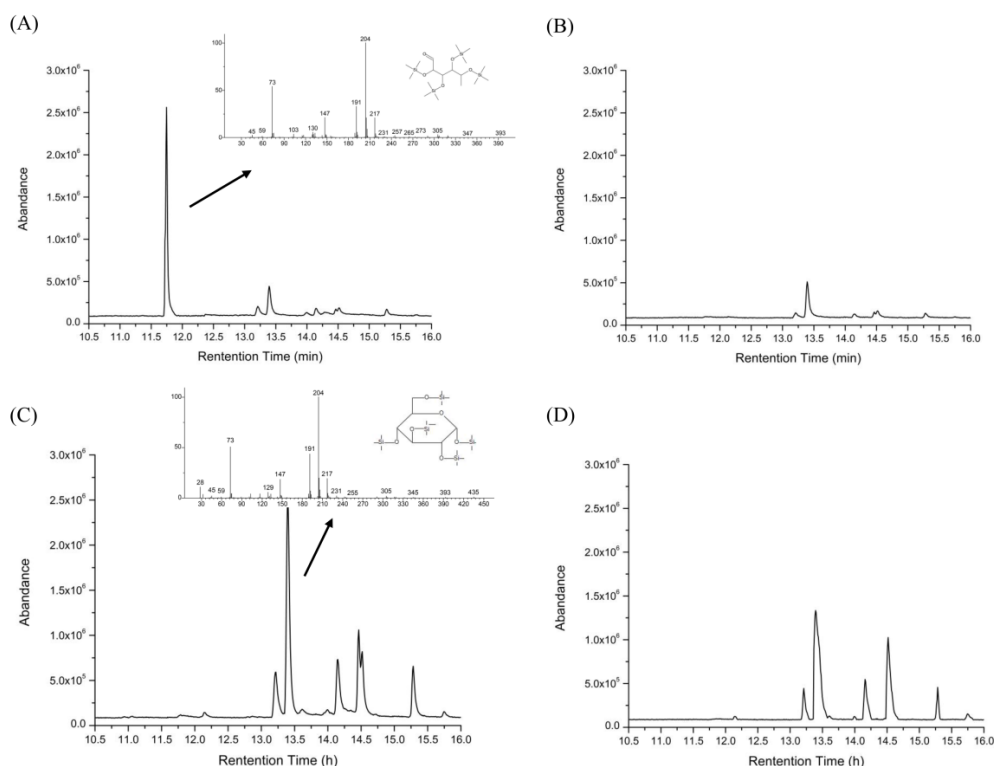 (A)
100
204
50
73
147
191
217
45 59 103 130 231 257 265 273 305 347 393
0
30 60 90 120 150 180 210 240 270 300 330 360 390
3.0x10⁶
2.5x10⁶
2.0x10⁶
1.5x10⁶
1.0x10⁶
5.0x10⁵
0.0
Abandance
10.5 11.0 11.5 12.0 12.5 13.0 13.5 14.0 14.5 15.0 15.5 16.0
Rentention Time (min)
(B)
3.0x10⁶
2.5x10⁶
2.0x10⁶
1.5x10⁶
1.0x10⁶
5.0x10⁵
0.0
Abandance
10.5 11.0 11.5 12.0 12.5 13.0 13.5 14.0 14.5 15.0 15.5 16.0
Rentention Time (min)
(C)
100
204
50
73
191
147
217
28 45 59 129 231 255 305 345 393 435
0
30 60 90 120 150 180 210 240 270 300 330 360 390 420 450
3.0x10⁶
2.5x10⁶
2.0x10⁶
1.5x10⁶
1.0x10⁶
5.0x10⁵
0.0
Abandance
10.5 11.0 11.5 12.0 12.5 13.0 13.5 14.0 14.5 15.0 15.5 16.0
Rentention Time (h)
(D)
3.0x10⁶
2.5x10⁶
2.0x10⁶
1.5x10⁶
1.0x10⁶
5.0x10⁵
0.0
Abandance
10.5 11.0 11.5 12.0 12.5 13.0 13.5 14.0 14.5 15.0 15.5 16.0
Rentention Time (h)